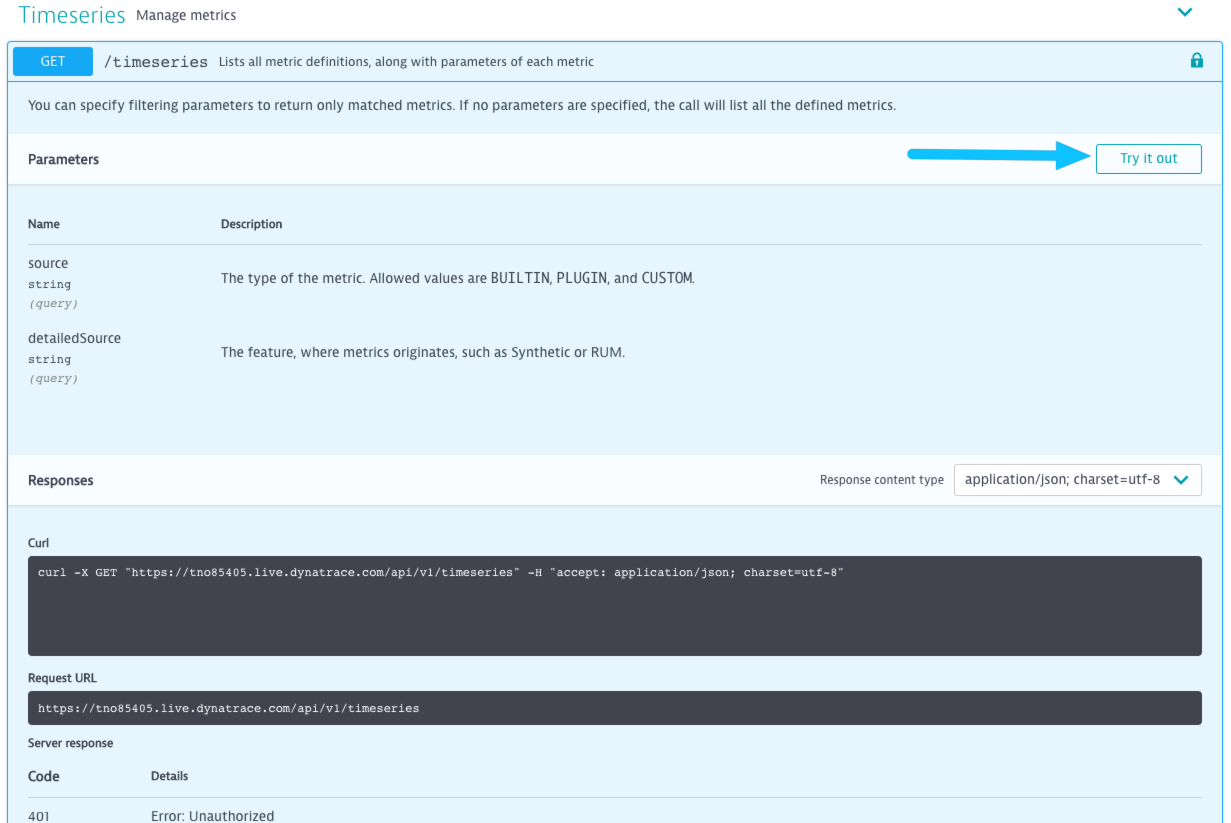 Timeseries Manage metrics
GET /timeseries Lists all metric definitions, along with parameters of each metric
You can specify filtering parameters to return only matched metrics. If no parameters are specified, the call will list all the defined metrics.
Parameters Try it out
Name Description
source
string
(query)
The type of the metric. Allowed values are BUILTIN, PLUGIN, and CUSTOM.
detailedSource
string
(query)
The feature, where metrics originates, such as Synthetic or RUM.
Responses Response content type application/json; charset=utf-8
Curl
curl -X GET "https://tno85405.live.dynatrace.com/api/v1/timeseries" -H "accept: application/json; charset=utf-8"
Request URL
https://tno85405.live.dynatrace.com/api/v1/timeseries
Server response
Code Details
401 Error: Unauthorized